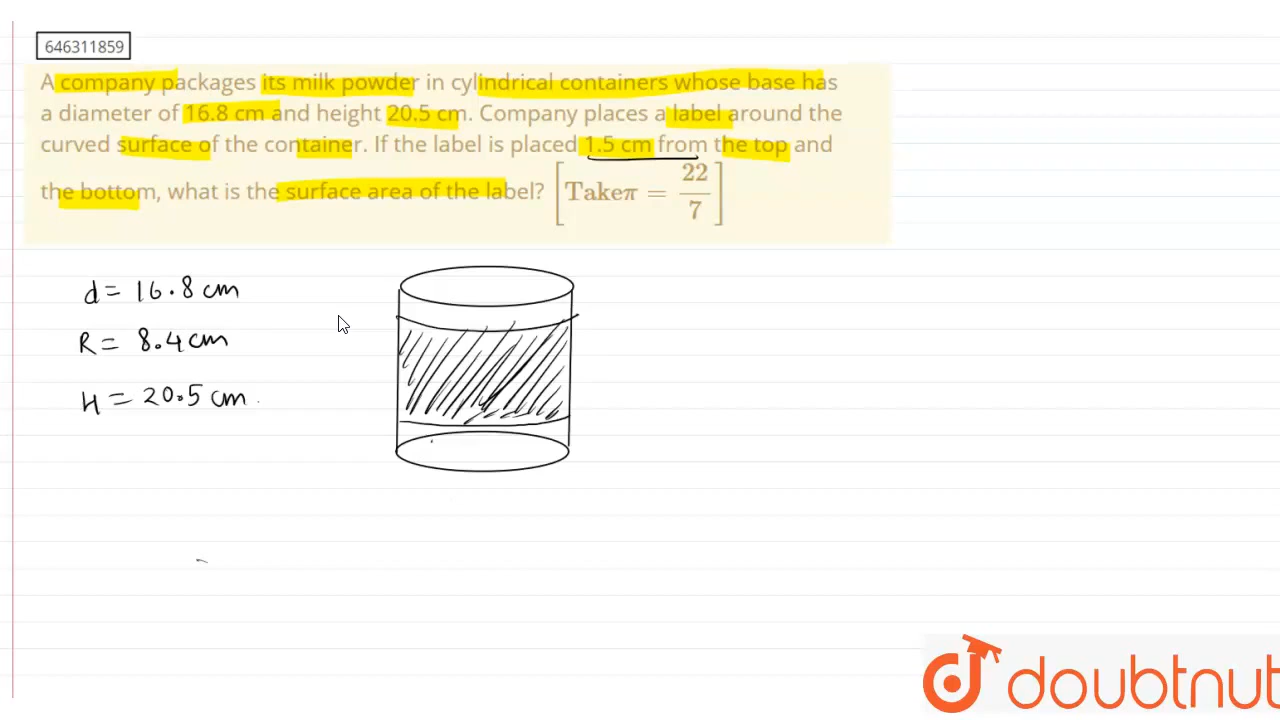 646311859
A company packages its milk powder in cylindrical containers whose base has
a diameter of 16.8 cm and height 20.5 cm. Company places a label around the
curved surface of the container. If the label is placed 1.5 cm from the top and
the bottom, what is the surface area of the label? [Takeπ = 22/7]
d = 16.8 cm
R = 8.4 cm
H = 20.5 cm
doubtnut